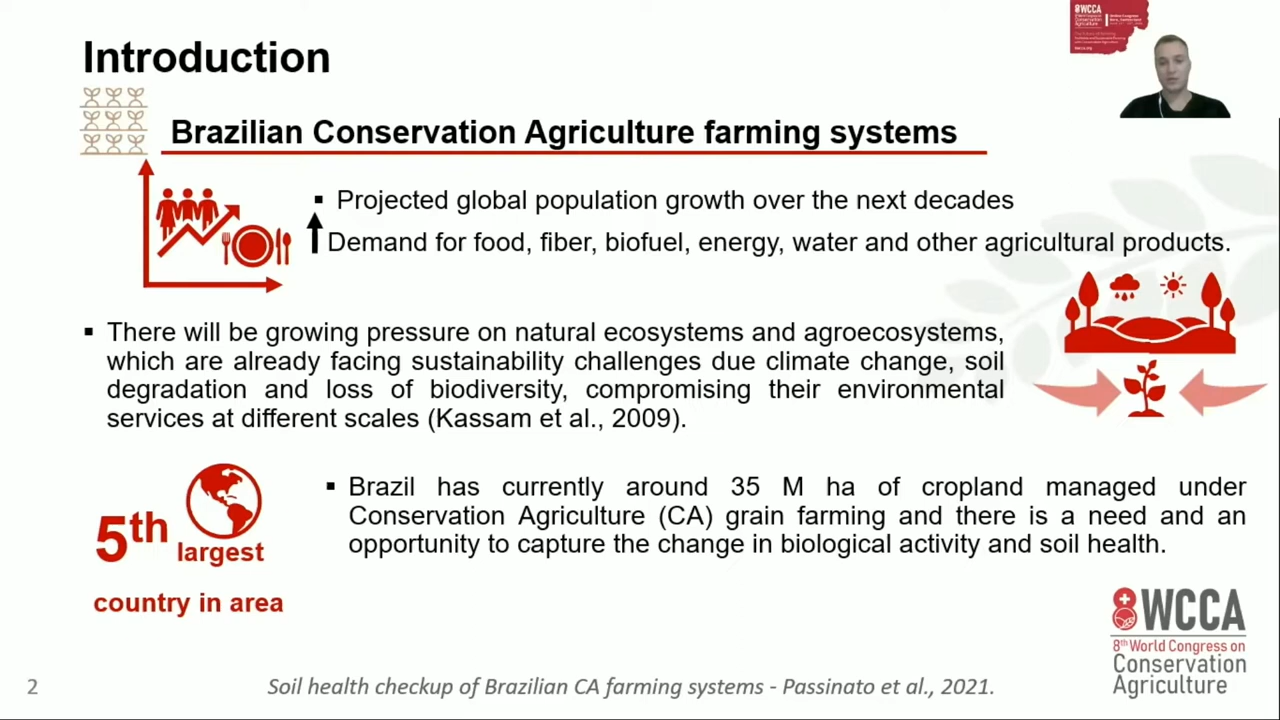 8WCCA
Introduction
Brazilian Conservation Agriculture farming systems
▪ Projected global population growth over the next decades
Demand for food, fiber, biofuel, energy, water and other agricultural products.
▪ There will be growing pressure on natural ecosystems and agroecosystems,
which are already facing sustainability challenges due climate change, soil
degradation and loss of biodiversity, compromising their environmental
services at different scales (Kassam et al., 2009).
5th
largest
country in area
▪ Brazil has currently around 35 M ha of cropland managed under
Conservation Agriculture (CA) grain farming and there is a need and an
opportunity to capture the change in biological activity and soil health.
8WCCA
8th World Congress on
Conservation
Agriculture
2
Soil health checkup of Brazilian CA farming systems - Passinato et al., 2021.